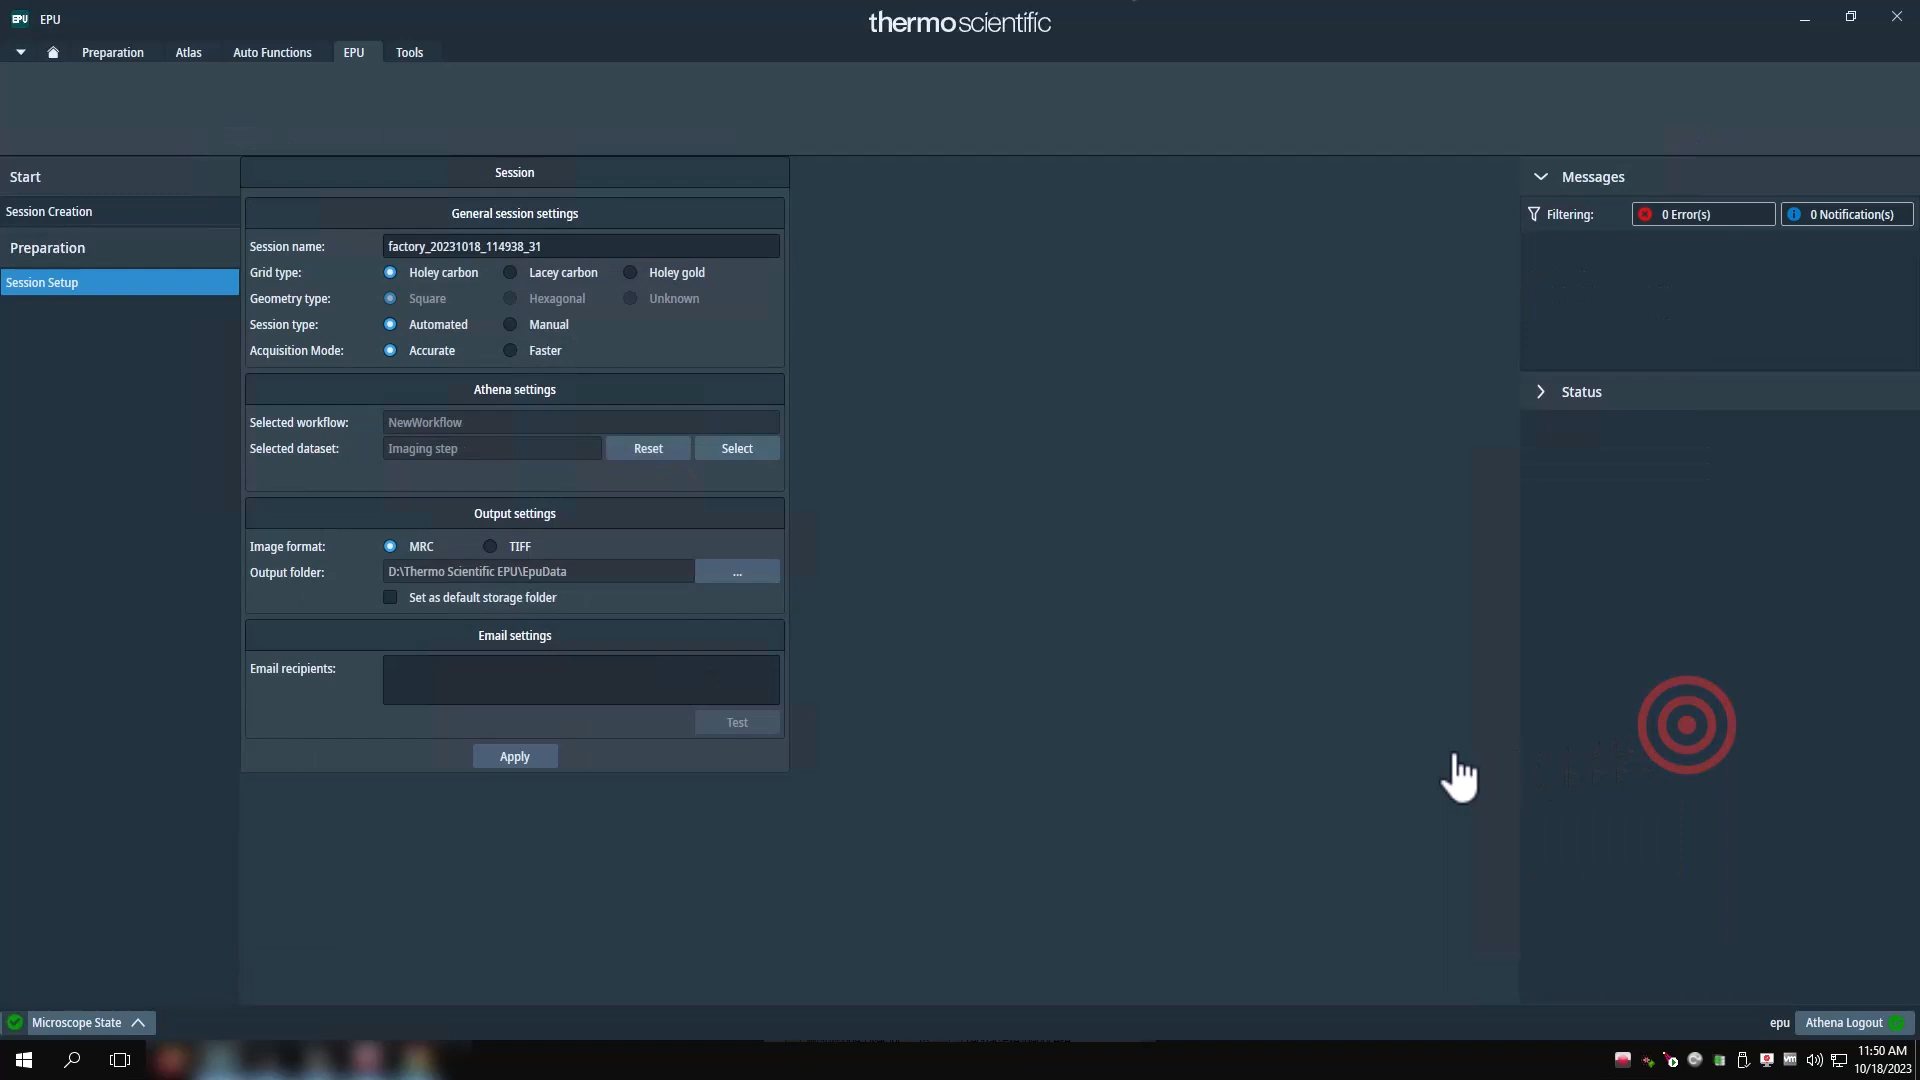 EPU EPU
thermo scientific
Preparation Atlas Auto Functions EPU Tools
Start
Session Creation
Preparation
Session Setup
Session
General session settings
Session name: factory_20231018_114938_31
Grid type: Holey carbon Lacey carbon Holey gold
Geometry type: Square Hexagonal Unknown
Session type: Automated Manual
Acquisition Mode: Accurate Faster
Athena settings
Selected workflow: NewWorkflow
Selected dataset: Imaging step Reset Select
Output settings
Image format: MRC TIFF
Output folder: D:\Thermo Scientific EPU\EpuData ...
Set as default storage folder
Email settings
Email recipients:
Test
Apply
Messages
Filtering: 0 Error(s) 0 Notification(s)
Status
Microscope State
epu Athena Logout
vm
11:50 AM
10/18/2023